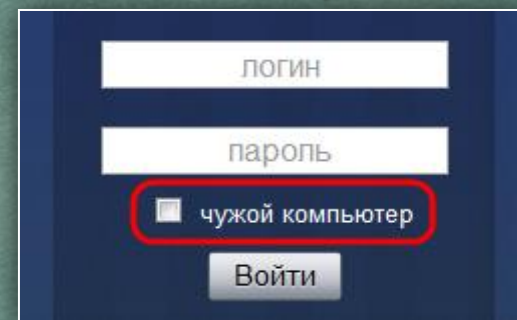 логин
пароль
чужой компьютер
Войти